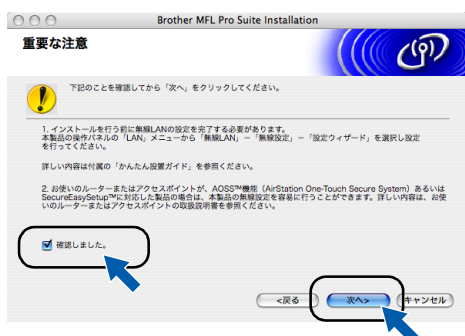 Brother MFL Pro Suite Installation
重要な注意
下記のことを確認してから「次へ」をクリックしてください。
1. インストールを行う前に無線LANの設定を完了する必要があります。
本製品の操作パネルの「LAN」メニューから「無線LAN」－「無線設定」－「設定ウィザード」を選択し設定
を行ってください。
詳しい内容は付属の「かんたん設置ガイド」を参照ください。
2. お使いのルーターまたはアクセスポイントが、AOSS™機能（AirStation One-Touch Secure System）あるいは
SecureEasySetup™に対応した製品の場合は、本製品の無線設定を容易に行うことができます。詳しい内容は、お使
いのルーターまたはアクセスポイントの取扱説明書を参照ください。
確認しました。
<戻る 次へ> キャンセル